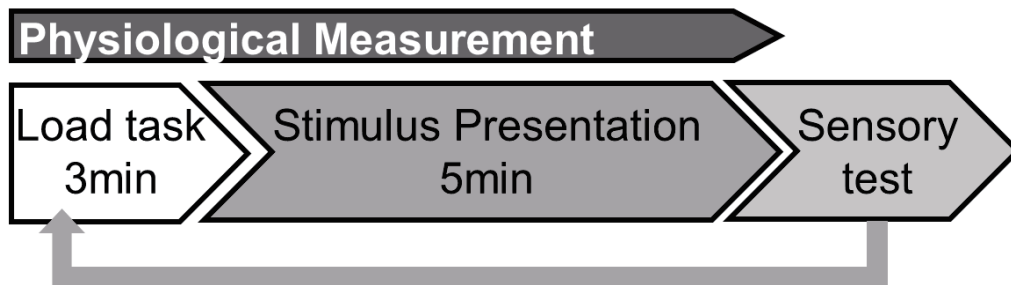 Physiological Measurement
Load task
3min
Stimulus Presentation
5min
Sensory
test